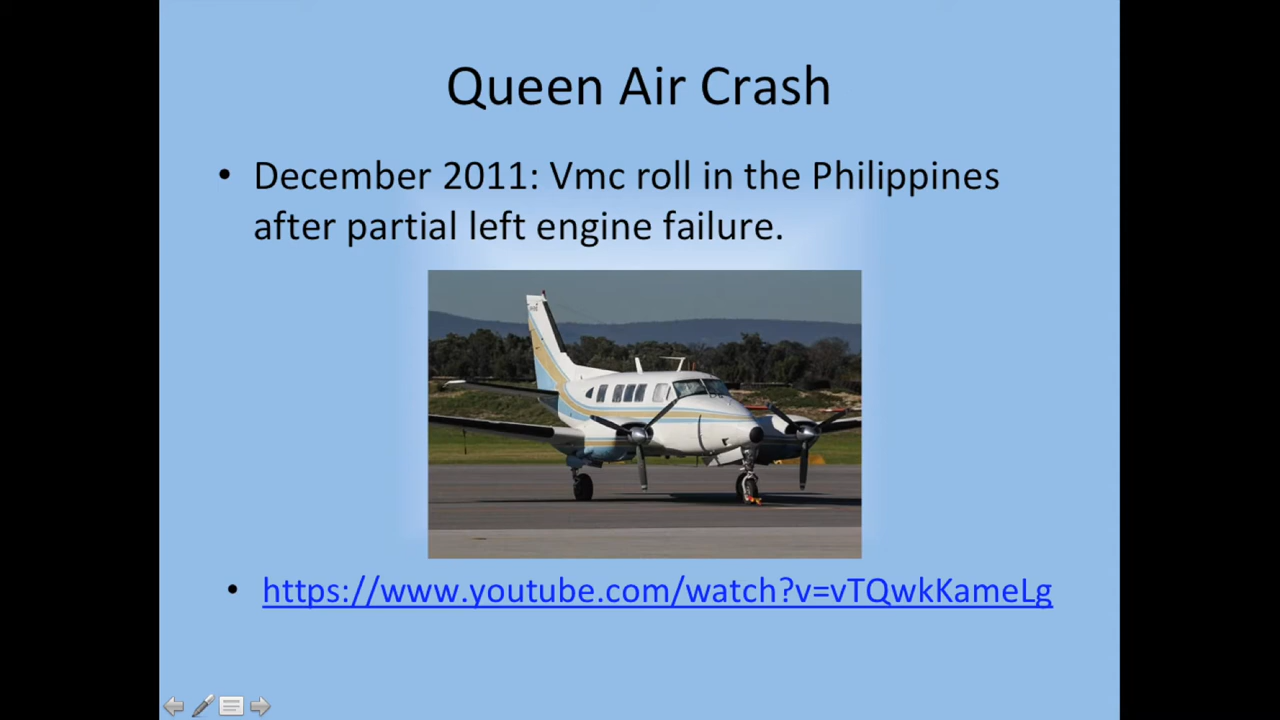 Queen Air Crash
• December 2011: Vmc roll in the Philippines
after partial left engine failure.
• https://www.youtube.com/watch?v=vTQwkKameLg